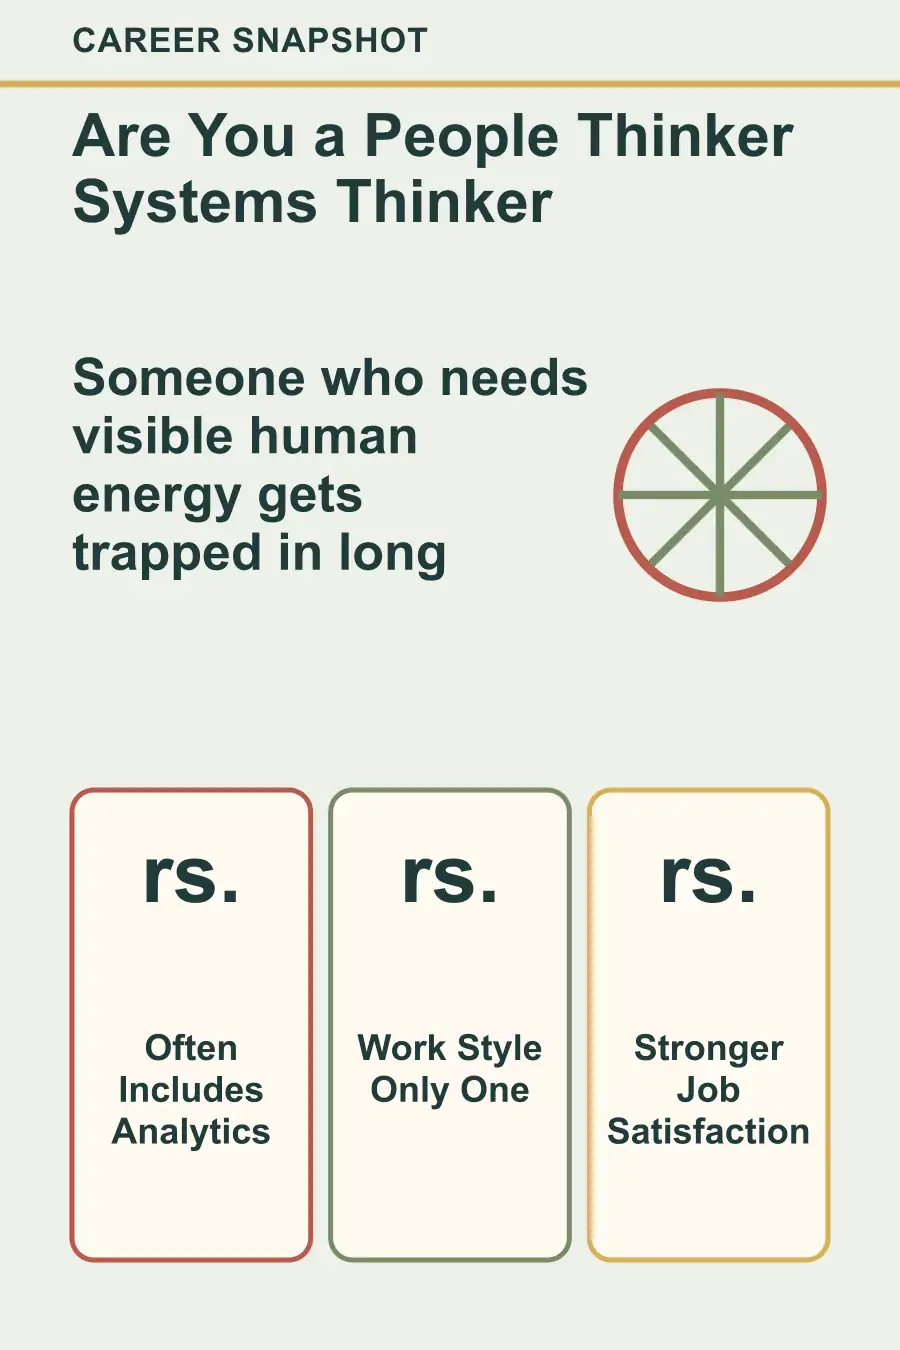 CAREER SNAPSHOT
Are You a People Thinker
Systems Thinker
Someone who needs
visible human
energy gets
trapped in long
rs.
Often
Includes
Analytics
rs.
Work Style
Only One
rs.
Stronger
Job
Satisfaction